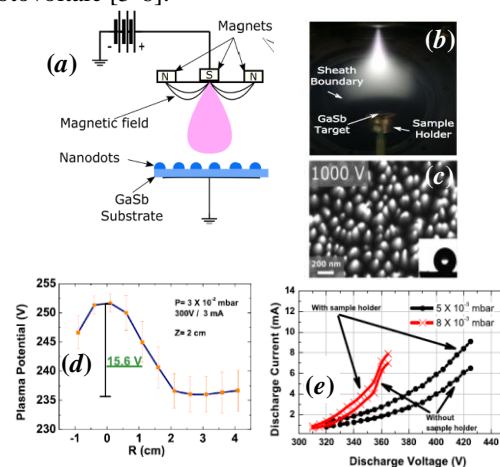 photovoltaic [3-6].
Magnets
(a)
- +
N S N
Magnetic field
Nanodots
GaSb
Substrate
(b)
Sheath
Boundary
GaSb
Target
Sample
Holder
1000 V
(c)
200 nm
Plasma Potential (V)
255
250
245
240
235
230
P= 3 X 10⁻² mbar
300V / 3 mA
Z= 2 cm
(d)
15.6 V
-1 0 1 2 3 4
R (cm)
Discharge Current (mA)
14
12
10
8
6
4
2
With sample holder
5 X 10⁻³ mbar
8 X 10⁻³ mbar
(e)
Without
sample holder
300 320 340 360 380 400 420 440
Discharge Voltage (V)